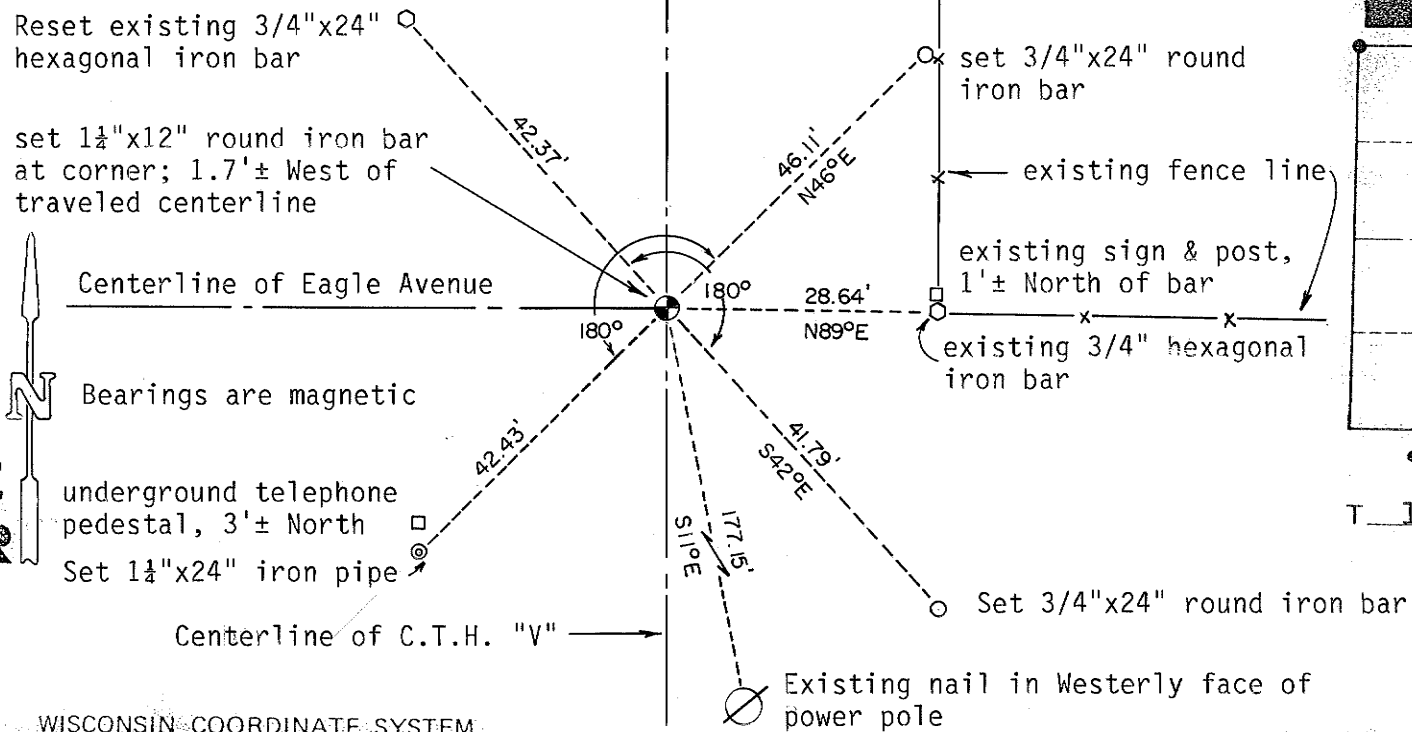 Reset existing 3/4"x24"
hexagonal iron bar
set 3/4"x24" round
iron bar
42.37'
46.11'
N46°E
set 1¼"x12" round iron bar
at corner; 1.7'± West of
traveled centerline
existing fence line
existing sign & post,
1'± North of bar
Centerline of Eagle Avenue
180°
180°
28.64'
N89°E
existing 3/4" hexagonal
iron bar
N
Bearings are magnetic
42.43'
41.79'
S42°E
underground telephone
pedestal, 3'± North
Set 1¼"x24" iron pipe
177.15'
S11°E
T
Set 3/4"x24" round iron bar
Centerline of C.T.H. "V"
Existing nail in Westerly face of
power pole
WISCONSIN COORDINATE SYSTEM